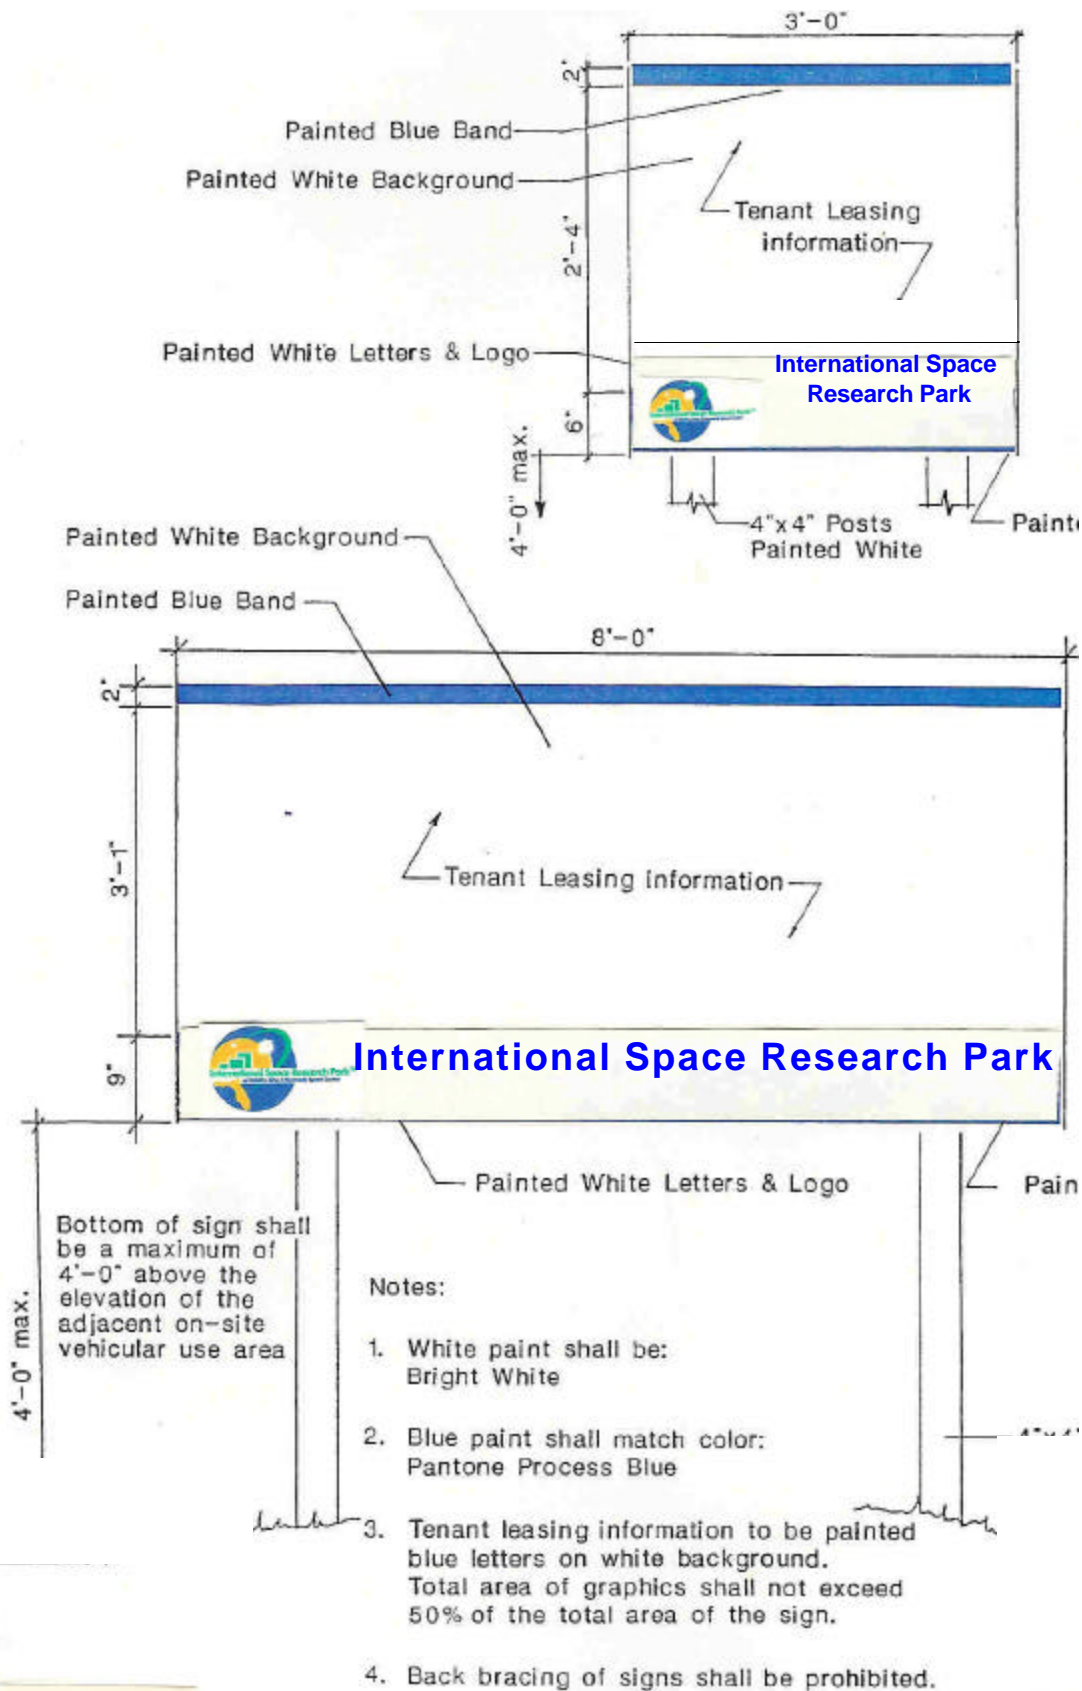 3'-0"
2"
Painted Blue Band
Painted White Background
Tenant Leasing
information
2'-4"
Painted White Letters & Logo
International Space
Research Park
6"
4'-0" max.
4"x4" Posts
Painted White
Painte
Painted White Background
Painted Blue Band
8'-0"
2"
3'-1"
Tenant Leasing Information
9"
International Space Research Park
International Space Research Park
Painted White Letters & Logo
Pain
Bottom of sign shall
be a maximum of
4'-0" above the
elevation of the
adjacent on-site
vehicular use area
4'-0" max.
Notes:
1. White paint shall be:
Bright White
2. Blue paint shall match color:
Pantone Process Blue
3. Tenant leasing information to be painted
blue letters on white background.
Total area of graphics shall not exceed
50% of the total area of the sign.
4. Back bracing of signs shall be prohibited.